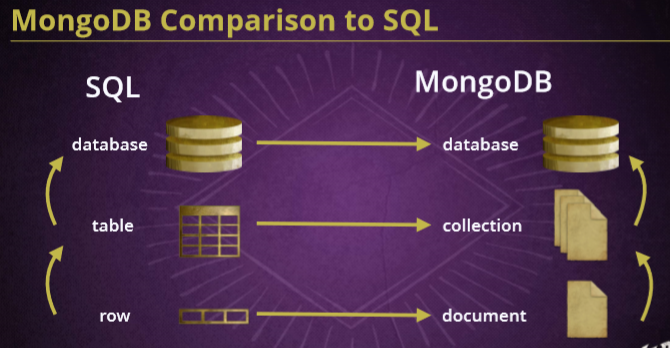 MongoDB Comparison to SQL
SQL
MongoDB
database
database
table
collection
row
document